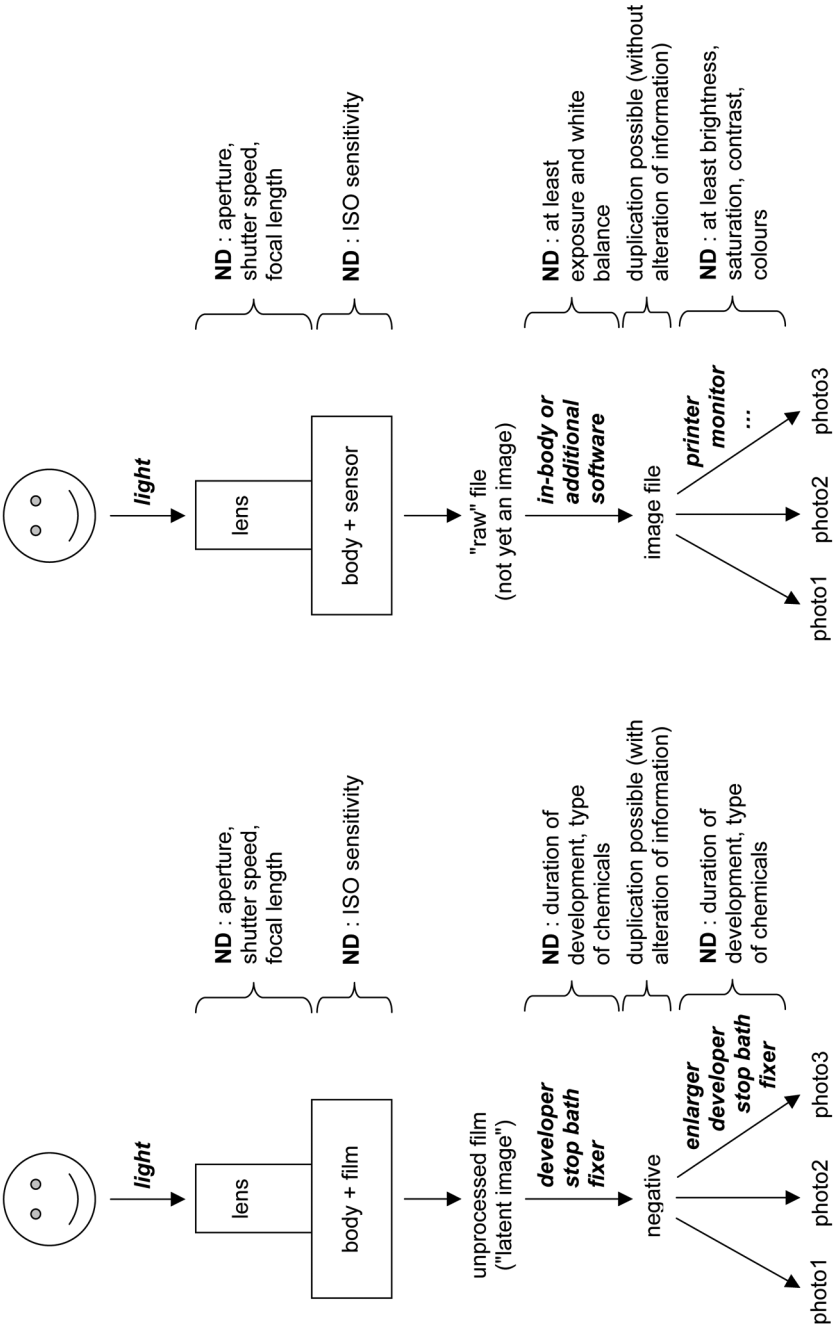 light
lens
body + film
unprocessed film
("latent image")
developer
stop bath
fixer
negative
enlarger
developer
stop bath
fixer
photo1
photo2
photo3
ND : aperture,
shutter speed,
focal length
ND : ISO sensitivity
ND : duration of
development, type
of chemicals
duplication possible (with
alteration of information)
ND : duration of
development, type
of chemicals
light
lens
body + sensor
"raw" file
(not yet an image)
in-body or
additional
software
image file
printer
monitor
...
photo1
photo2
photo3
ND : aperture,
shutter speed,
focal length
ND : ISO sensitivity
ND : at least
exposure and white
balance
duplication possible (without
alteration of information)
ND : at least brightness,
saturation, contrast,
colours